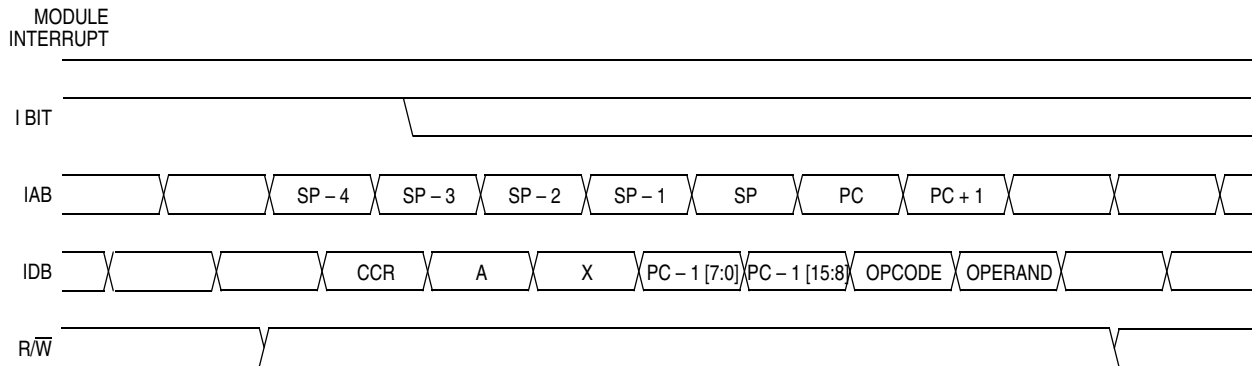 MODULE
INTERRUPT
I BIT
IAB SP – 4 SP – 3 SP – 2 SP – 1 SP PC PC + 1
IDB CCR A X PC – 1 [7:0] PC – 1 [15:8] OPCODE OPERAND
R/W̅